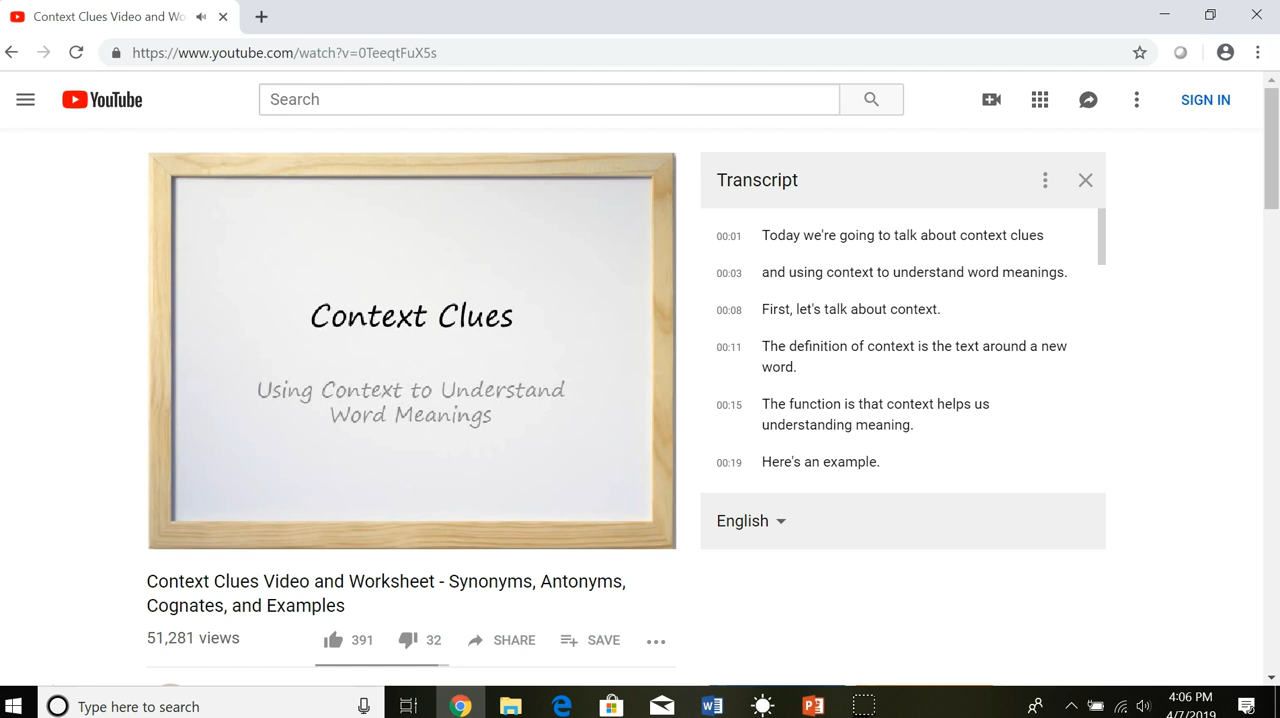 Context Clues Video and Wo
https://www.youtube.com/watch?v=0TeeqtFuX5s
YouTube
Search
SIGN IN
Context Clues
Using Context to Understand
Word Meanings
Transcript
00:01 Today we're going to talk about context clues
00:03 and using context to understand word meanings.
00:08 First, let's talk about context.
00:11 The definition of context is the text around a new
word.
00:15 The function is that context helps us
understanding meaning.
00:19 Here's an example.
English
Context Clues Video and Worksheet - Synonyms, Antonyms,
Cognates, and Examples
51,281 views
391
32
SHARE
SAVE
Type here to search
4:06 PM
4/7/2019